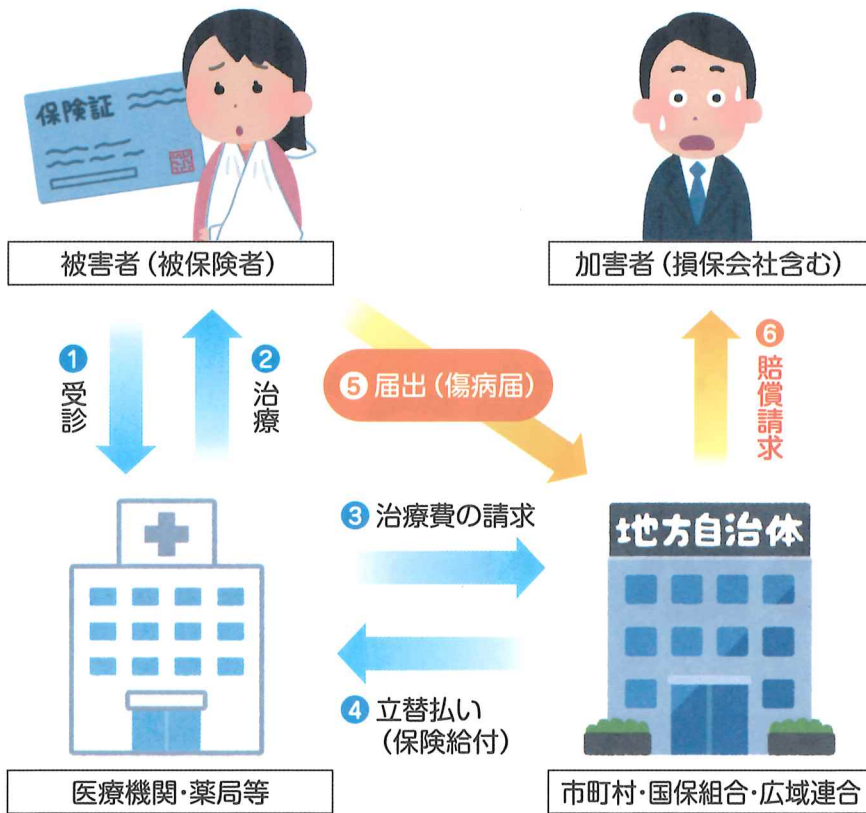 保険証
被害者(被保険者)
加害者(損保会社含む)
❶
受診
❷
治療
❺ 届出(傷病届)
❻
賠償請求
❸ 治療費の請求
地方自治体
❹ 立替払い
(保険給付)
医療機関・薬局等
市町村・国保組合・広域連合